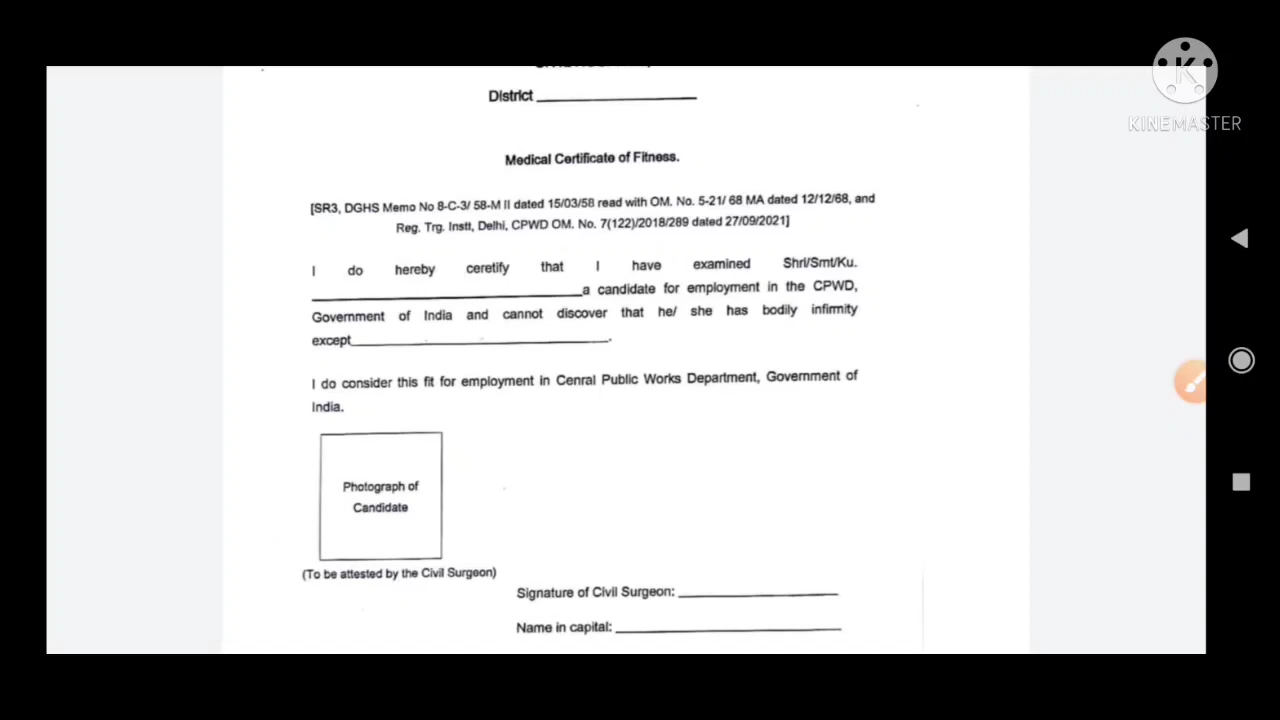 District
KINEMASTER
Medical Certificate of Fitness.
[SR3, DGHS Memo No 8-C-3/ 58-M II dated 15/03/58 read with OM. No. 5-21/ 68 MA dated 12/12/68, and
Reg. Trg. Instt, Delhi, CPWD OM. No. 7(122)/2018/289 dated 27/09/2021]
I do hereby ceretify that I have examined Shri/Smt/Ku.
a candidate for employment in the CPWD,
Government of India and cannot discover that he/ she has bodily infirmity
except.
I do consider this fit for employment in Cenral Public Works Department, Government of
India.
Photograph of
Candidate
(To be attested by the Civil Surgeon)
Signature of Civil Surgeon:
Name in capital: